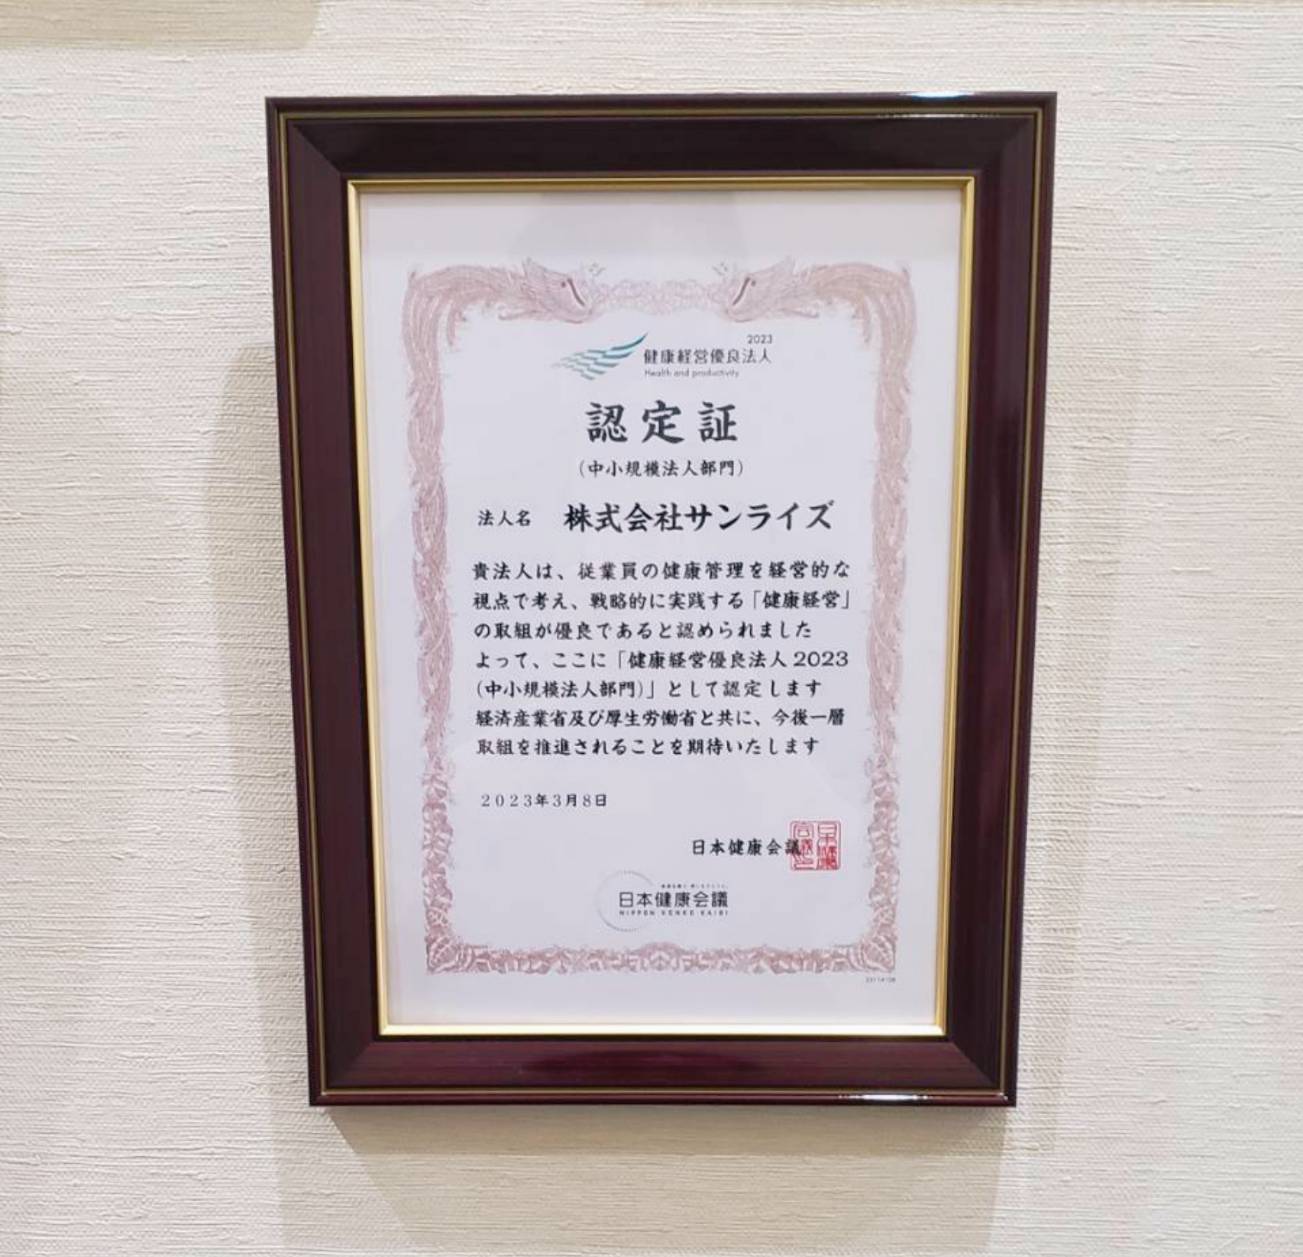 2023
健康経営優良法人
Health and productivity
認定証
(中小規模法人部門)
法人名 株式会社サンライズ
貴法人は、従業員の健康管理を経営的な
視点で考え、戦略的に実践する「健康経営」
の取組が優良であると認められました
よって、ここに「健康経営優良法人2023
(中小規模法人部門)」として認定します
経済産業省及び厚生労働省と共に、今後一層
取組を推進されることを期待いたします
2023年3月8日
日本健康会議
日本健康会議
NIPPON KENKO KAIGI